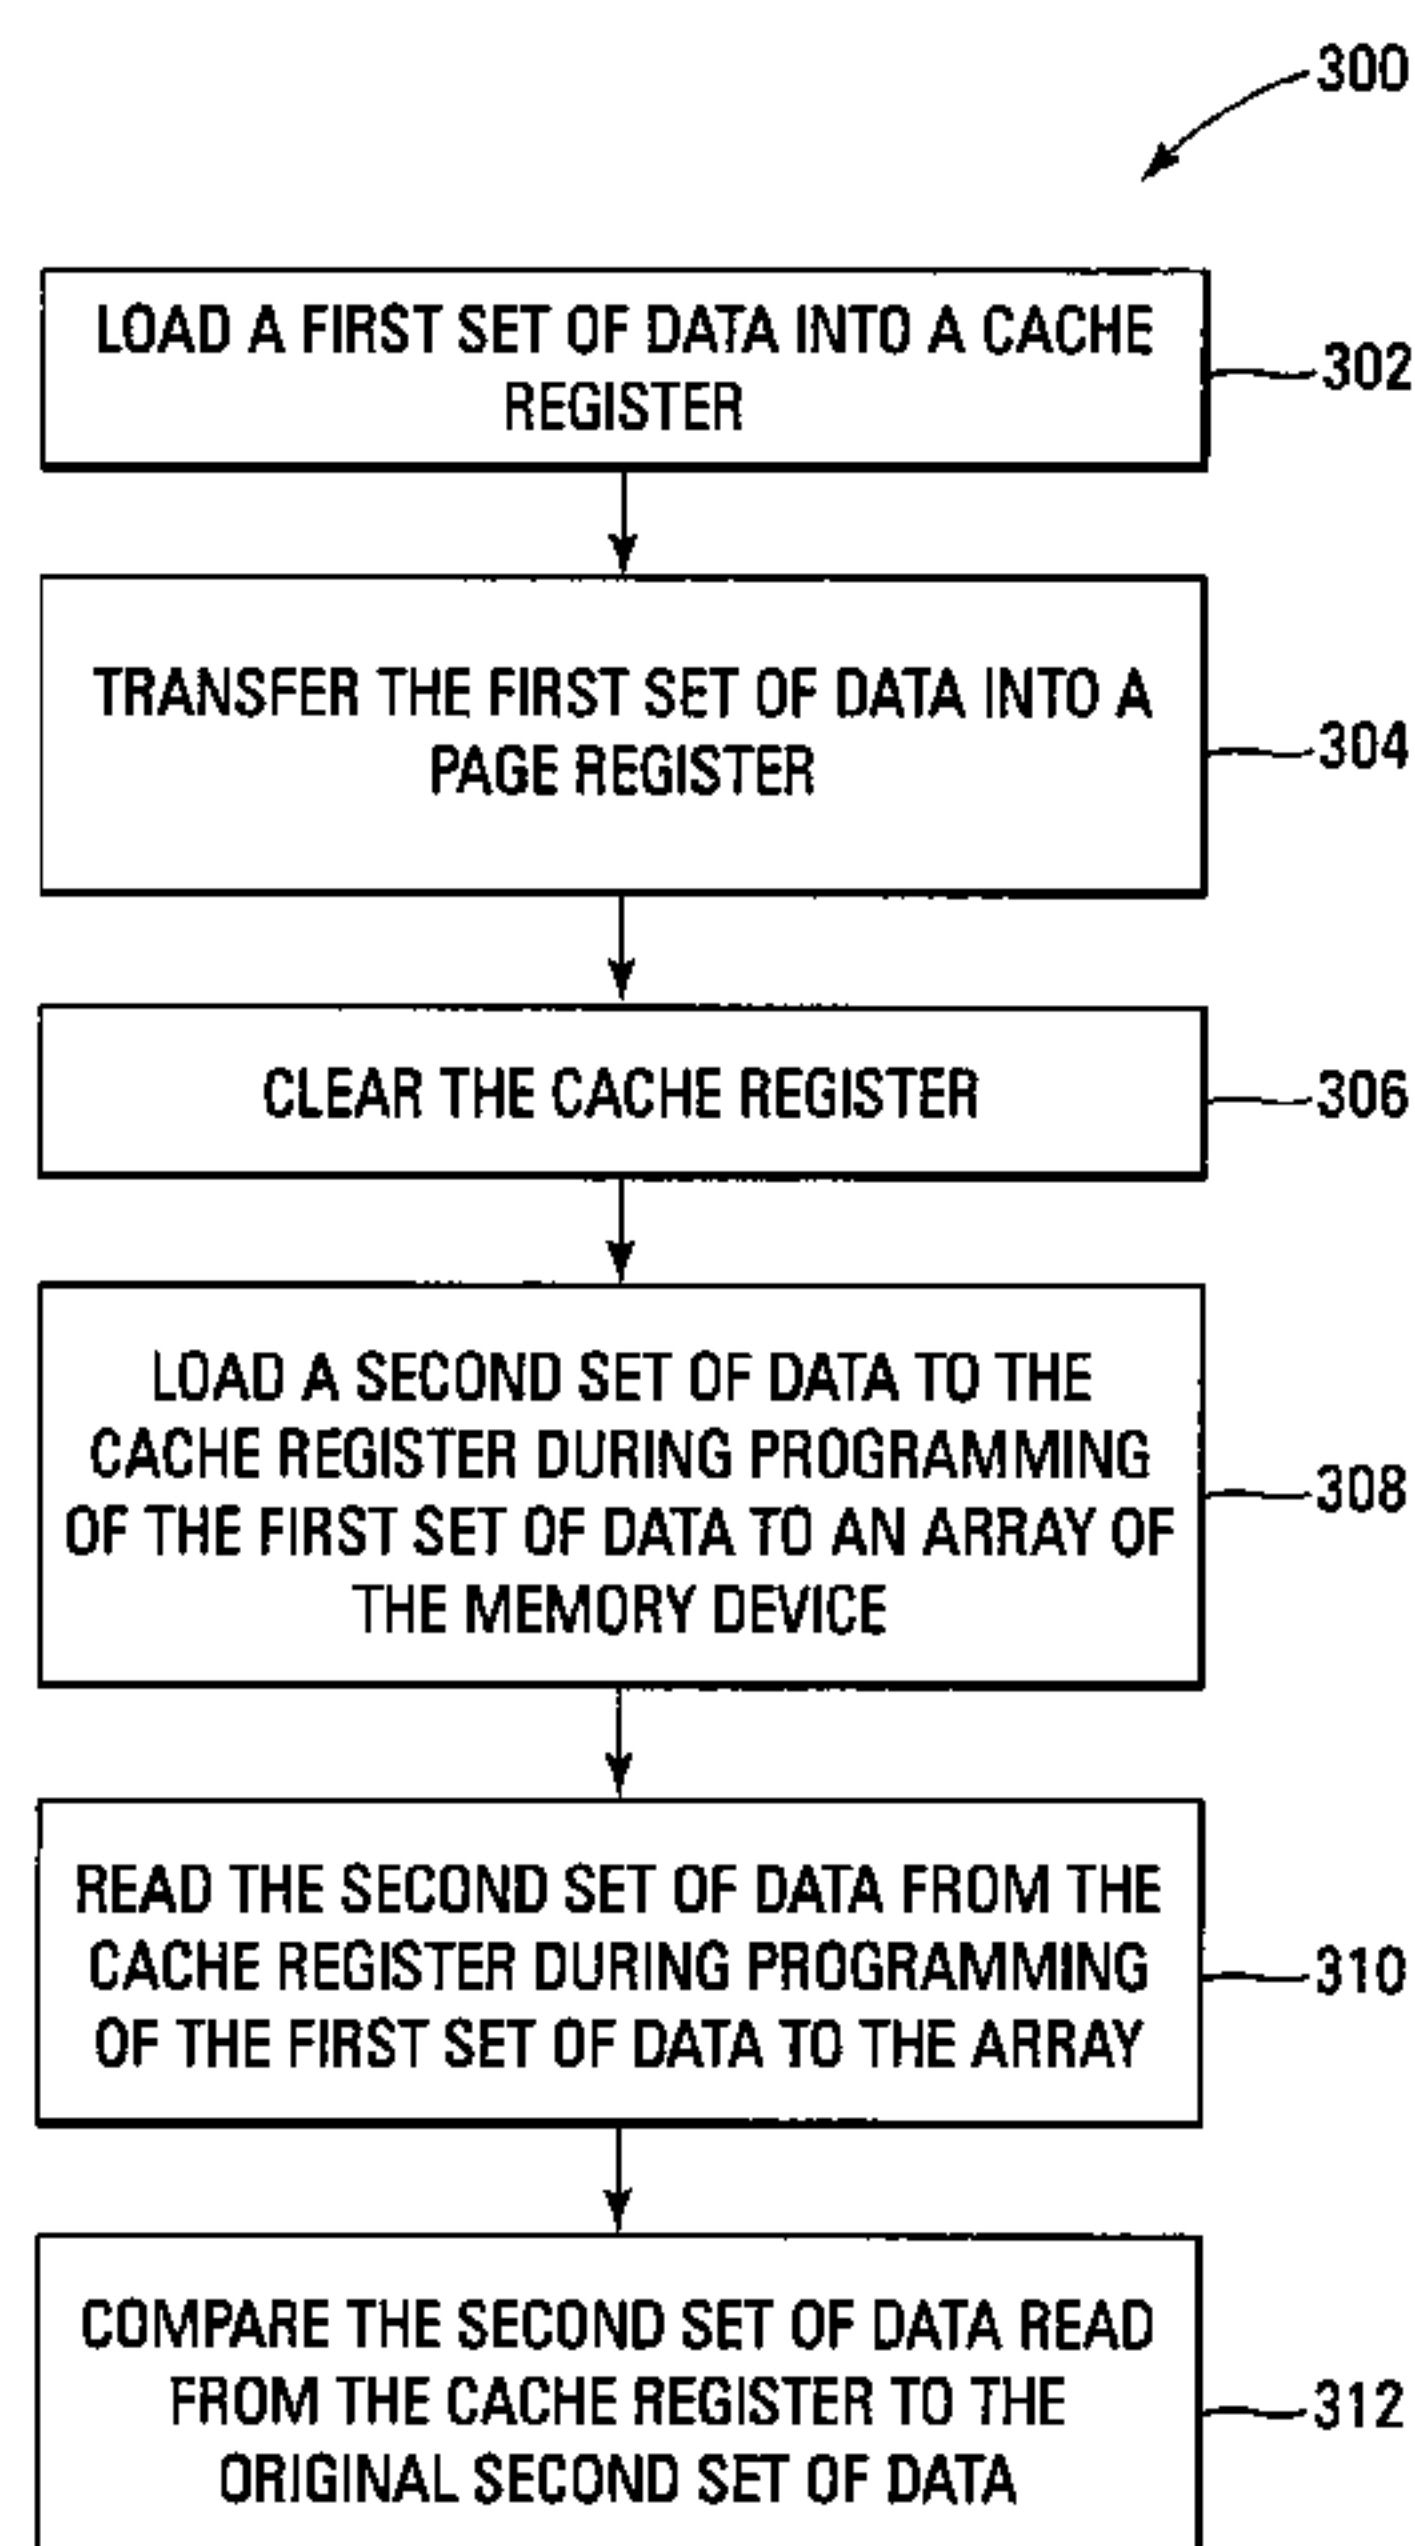 300
LOAD A FIRST SET OF DATA INTO A CACHE
REGISTER
302
TRANSFER THE FIRST SET OF DATA INTO A
PAGE REGISTER
304
CLEAR THE CACHE REGISTER
306
LOAD A SECOND SET OF DATA TO THE
CACHE REGISTER DURING PROGRAMMING
OF THE FIRST SET OF DATA TO AN ARRAY OF
THE MEMORY DEVICE
308
READ THE SECOND SET OF DATA FROM THE
CACHE REGISTER DURING PROGRAMMING
OF THE FIRST SET OF DATA TO THE ARRAY
310
COMPARE THE SECOND SET OF DATA READ
FROM THE CACHE REGISTER TO THE
ORIGINAL SECOND SET OF DATA
312